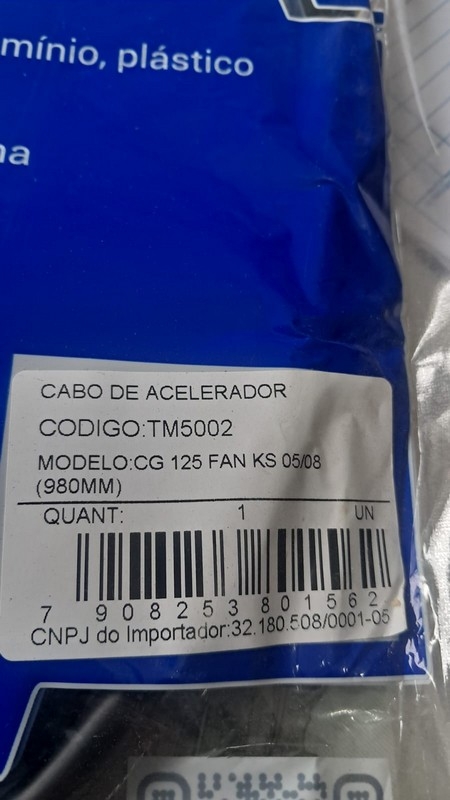 mínio, plástico
na
CABO DE ACELERADOR
CODIGO:TM5002
MODELO:CG 125 FAN KS 05/08
(980MM)
QUANT: 1 UN
7 908253 801562
CNPJ do Importador:32.180.508/0001-05